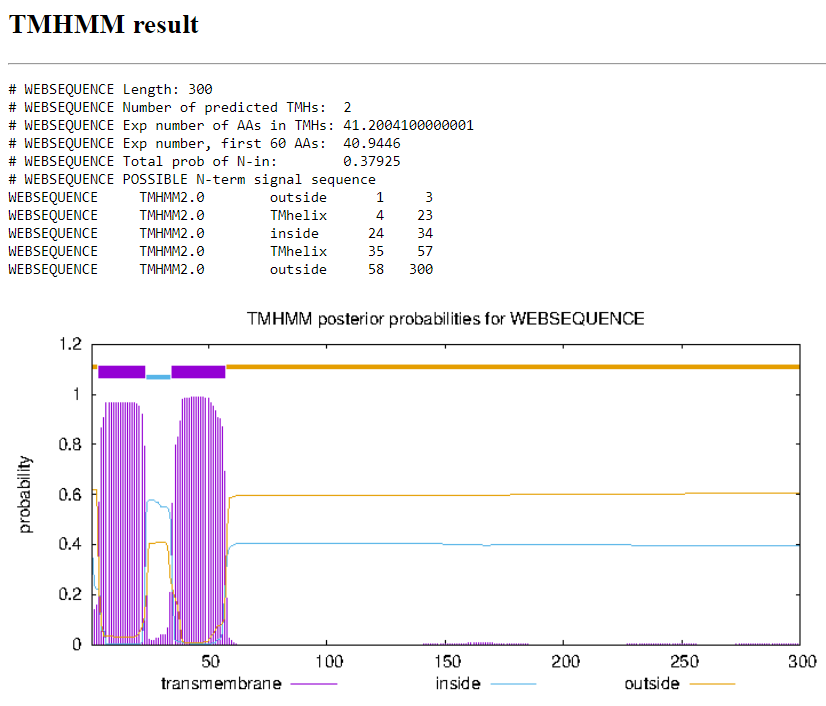 TMHMM result
# WEBSEQUENCE Length: 300
# WEBSEQUENCE Number of predicted TMHs:  2
# WEBSEQUENCE Exp number of AAs in TMHs: 41.2004100000001
# WEBSEQUENCE Exp number, first 60 AAs:  40.9446
# WEBSEQUENCE Total prob of N-in:        0.37925
# WEBSEQUENCE POSSIBLE N-term signal sequence
WEBSEQUENCE TMHMM2.0 outside 1 3
WEBSEQUENCE TMHMM2.0 TMhelix 4 23
WEBSEQUENCE TMHMM2.0 inside 24 34
WEBSEQUENCE TMHMM2.0 TMhelix 35 57
WEBSEQUENCE TMHMM2.0 outside 58 300
TMHMM posterior probabilities for WEBSEQUENCE
1.2
1
0.8
0.6
0.4
0.2
0
probability
50 100 150 200 250 300
transmembrane inside outside